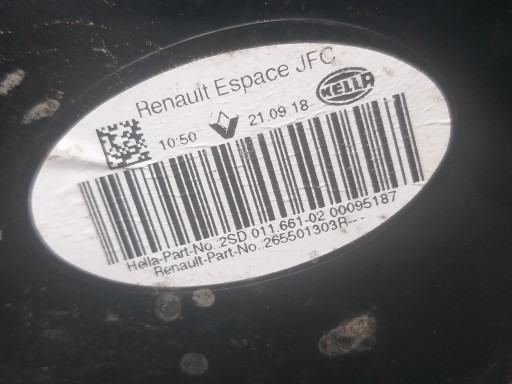 Renault Espace JFC
HELLA
10:50 21.09 18
Hella-Part-No.:2SD 011.661-02 00095187
Renault-Part-No.:265501303R-- -